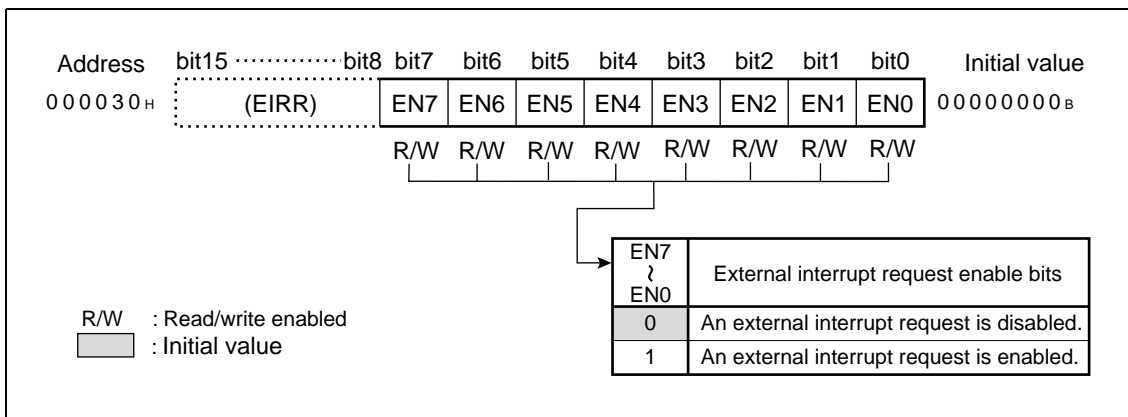 Address bit15 ·············· bit8 bit7 bit6 bit5 bit4 bit3 bit2 bit1 bit0 Initial value
000030H (EIRR) EN7 EN6 EN5 EN4 EN3 EN2 EN1 EN0 00000000B
R/W R/W R/W R/W R/W R/W R/W R/W
EN7
~
EN0
External interrupt request enable bits
0 An external interrupt request is disabled.
1 An external interrupt request is enabled.
R/W : Read/write enabled
: Initial value